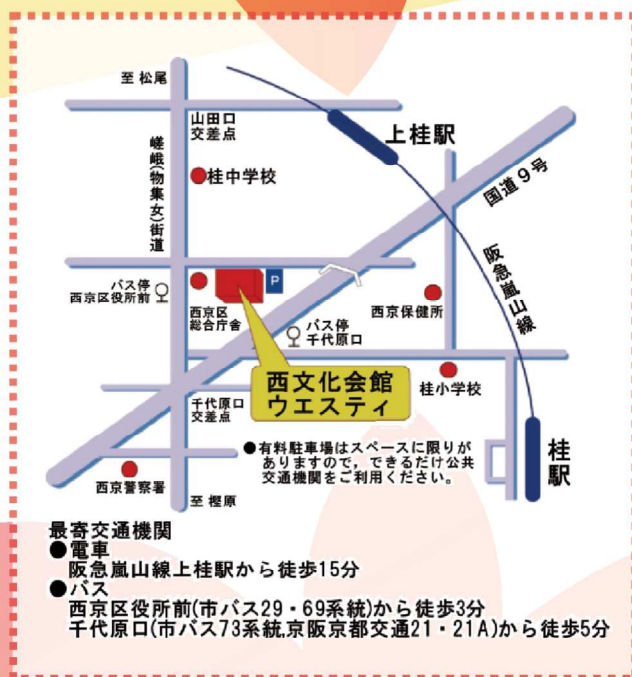 至 松尾
山田口
交差点
上桂駅
国道9号
嵯峨(物集女)街道
桂中学校
阪急嵐山線
バス停
西京区役所前
P
西京区
総合庁舎
バス停
千代原口
西京保健所
西文化会館
ウエスティ
千代原口
交差点
桂小学校
桂駅
●有料駐車場はスペースに限りが
ありますので，できるだけ公共
交通機関をご利用ください。
西京警察署
至 樫原
最寄交通機関
●電車
阪急嵐山線上桂駅から徒歩15分
●バス
西京区役所前(市バス29・69系統)から徒歩3分
千代原口(市バス73系統,京阪京都交通21・21A)から徒歩5分